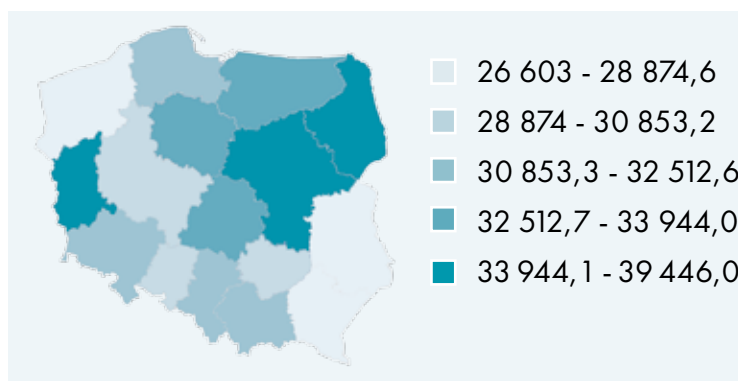 26 603 - 28 874,6
28 874 - 30 853,2
30 853,3 - 32 512,6
32 512,7 - 33 944,0
33 944,1 - 39 446,0